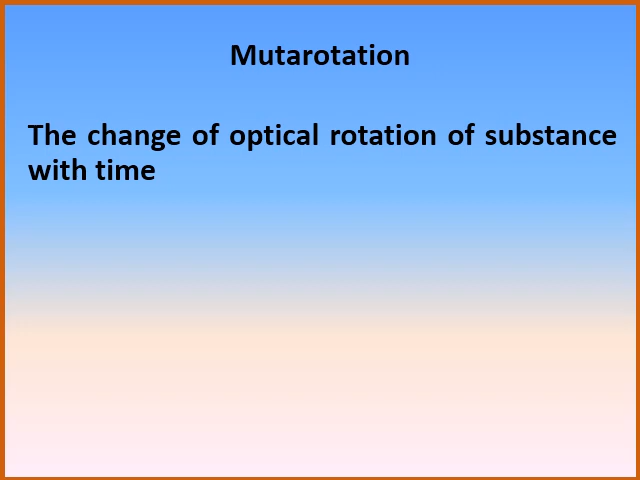 Mutarotation
The change of optical rotation of substance
with time